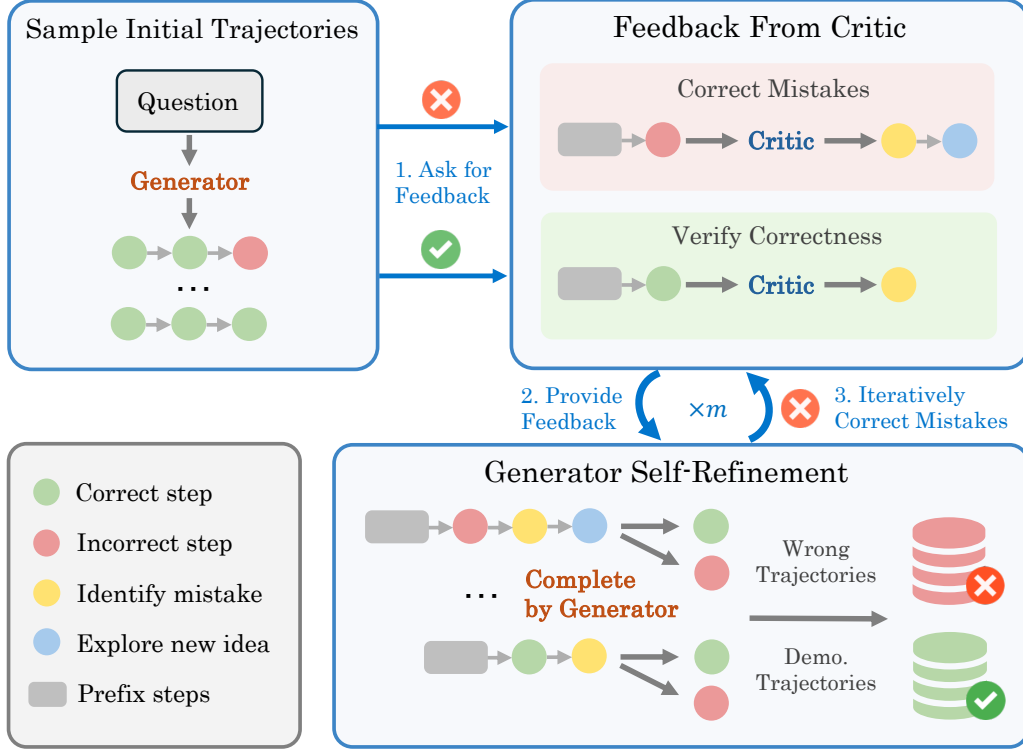 Sample Initial Trajectories
Question
Generator
...
1. Ask for
Feedback
Feedback From Critic
Correct Mistakes
Critic
Verify Correctness
Critic
2. Provide
Feedback
×m
3. Iteratively
Correct Mistakes
Correct step
Incorrect step
Identify mistake
Explore new idea
Prefix steps
Generator Self-Refinement
...
Complete
by Generator
Wrong
Trajectories
Demo.
Trajectories